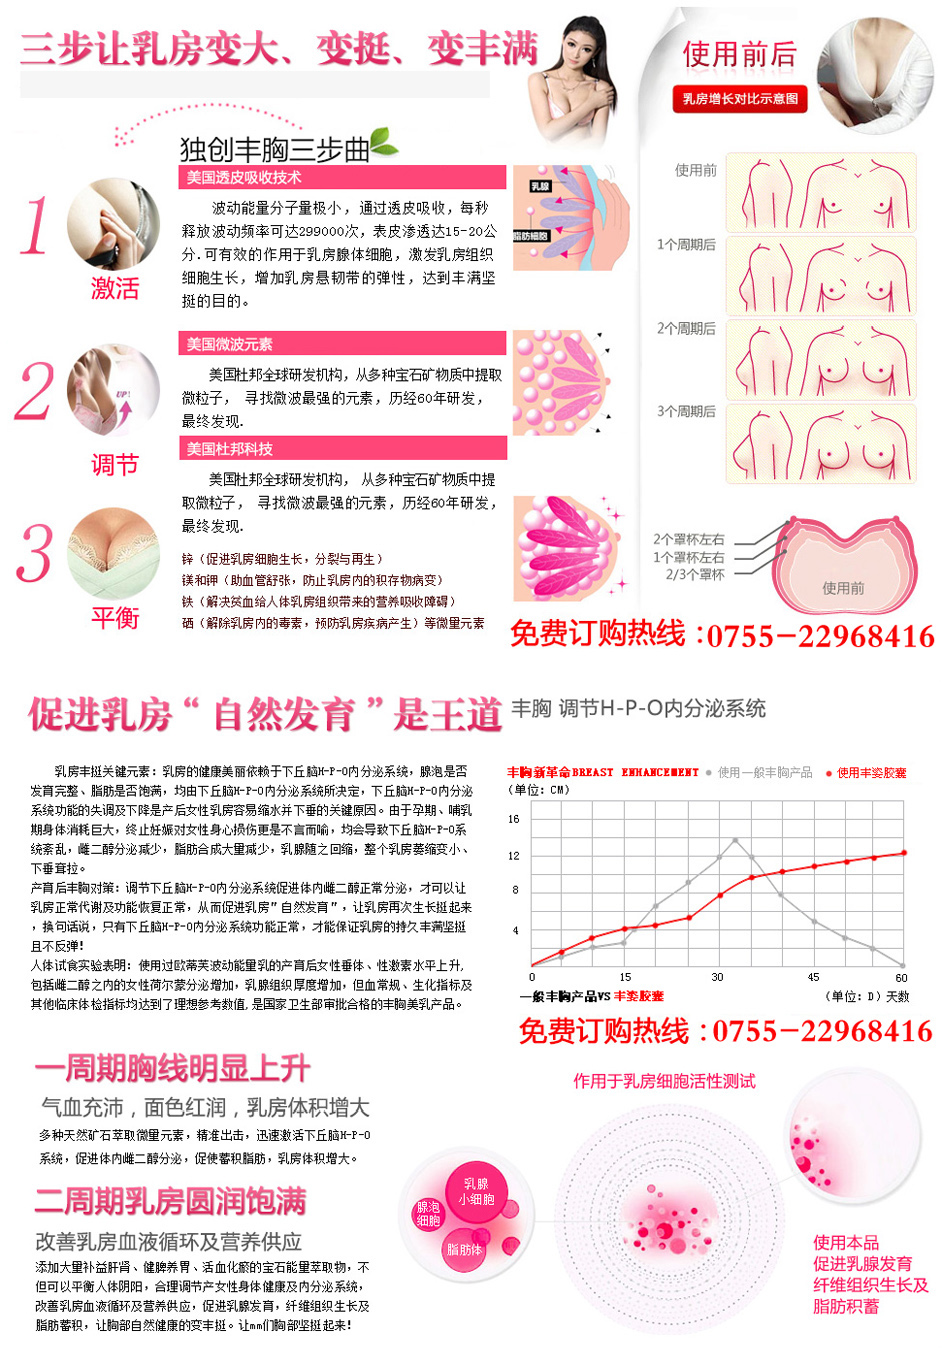 三步让乳房变大、变挺、变丰满
独创丰胸三步曲
1
激活
美国透皮吸收技术
波动能量分子量极小，通过透皮吸收，每秒
释放波动频率可达299000次，表皮渗透达15-20公
分.可有效的作用于乳房腺体细胞，激发乳房组织
细胞生长，增加乳房悬韧带的弹性，达到丰满坚
挺的目的。
乳腺
脂肪细胞
2
调节
UP!
美国微波元素
美国杜邦全球研发机构，从多种宝石矿物质中提取
微粒子， 寻找微波最强的元素，历经60年研发，
最终发现.
美国杜邦科技
美国杜邦全球研发机构， 从多种宝石矿物质中提
取微粒子， 寻找微波最强的元素，历经60年研发，
最终发现.
3
平衡
锌（促进乳房细胞生长，分裂与再生）
镁和钾（助血管舒张，防止乳房内的积存物病变）
铁（解决贫血给人体乳房组织带来的营养吸收障碍）
硒（解除乳房内的毒素，预防乳房疾病产生）等微量元素
使用前后
乳房增长对比示意图
使用前
1个周期后
2个周期后
3个周期后
2个罩杯左右
1个罩杯左右
2/3个罩杯
使用前
免费订购热线：0755-22968416
促进乳房“自然发育”是王道
丰胸 调节H-P-O内分泌系统
乳房丰挺关键元素：乳房的健康美丽依赖于下丘脑H-P-O内分泌系统，腺泡是否
发育完整、脂肪是否饱满，均由下丘脑H-P-O内分泌系统所决定，下丘脑H-P-O内分泌
系统功能的失调及下降是产后女性乳房容易缩水并下垂的关键原因。由于孕期、哺乳
期身体消耗巨大，终止妊娠对女性身心损伤更是不言而喻，均会导致下丘脑H-P-O系
统紊乱，雌二醇分泌减少，脂肪合成大量减少，乳腺随之回缩，整个乳房萎缩变小、
下垂耷拉。
产育后丰胸对策：调节下丘脑H-P-O内分泌系统促进体内雌二醇正常分泌，才可以让
乳房正常代谢及功能恢复正常，从而促进乳房”自然发育”，让乳房再次生长挺起来
，换句话说，只有下丘脑H-P-O内分泌系统功能正常，才能保证乳房的持久丰满坚挺
且不反弹！
人体试食实验表明：使用过欧蒂芙波动能量乳的产育后女性垂体、性激素水平上升，
包括雌二醇之内的女性荷尔蒙分泌增加，乳腺组织厚度增加，但血常规、生化指标及
其他临床体检指标均达到了理想参考数值,是国家卫生部审批合格的丰胸美乳产品。
丰胸新革命BREAST ENHANCEMENT ●使用一般丰胸产品 ●使用丰姿胶囊
（单位：CM）
16
12
8
4
0 15 30 45 60
一般丰胸产品VS丰姿胶囊 （单位：D）天数
免费订购热线：0755-22968416
一周期胸线明显上升
气血充沛，面色红润，乳房体积增大
多种天然矿石萃取微量元素，精准出击，迅速激活下丘脑H-P-O
系统，促进体内雌二醇分泌，促使蓄积脂肪，乳房体积增大。
二周期乳房圆润饱满
改善乳房血液循环及营养供应
添加大量补益肝肾、健脾养胃、活血化瘀的宝石能量萃取物，不
但可以平衡人体阴阳，合理调节产女性身体健康及内分泌系统，
改善乳房血液循环及营养供应，促进乳腺发育，纤维组织生长及
脂肪蓄积，让胸部自然健康的变丰挺。让mm们胸部坚挺起来！
作用于乳房细胞活性测试
乳腺
小细胞
腺泡
细胞
脂肪体
使用本品
促进乳腺发育
纤维组织生长及
脂肪积蓄